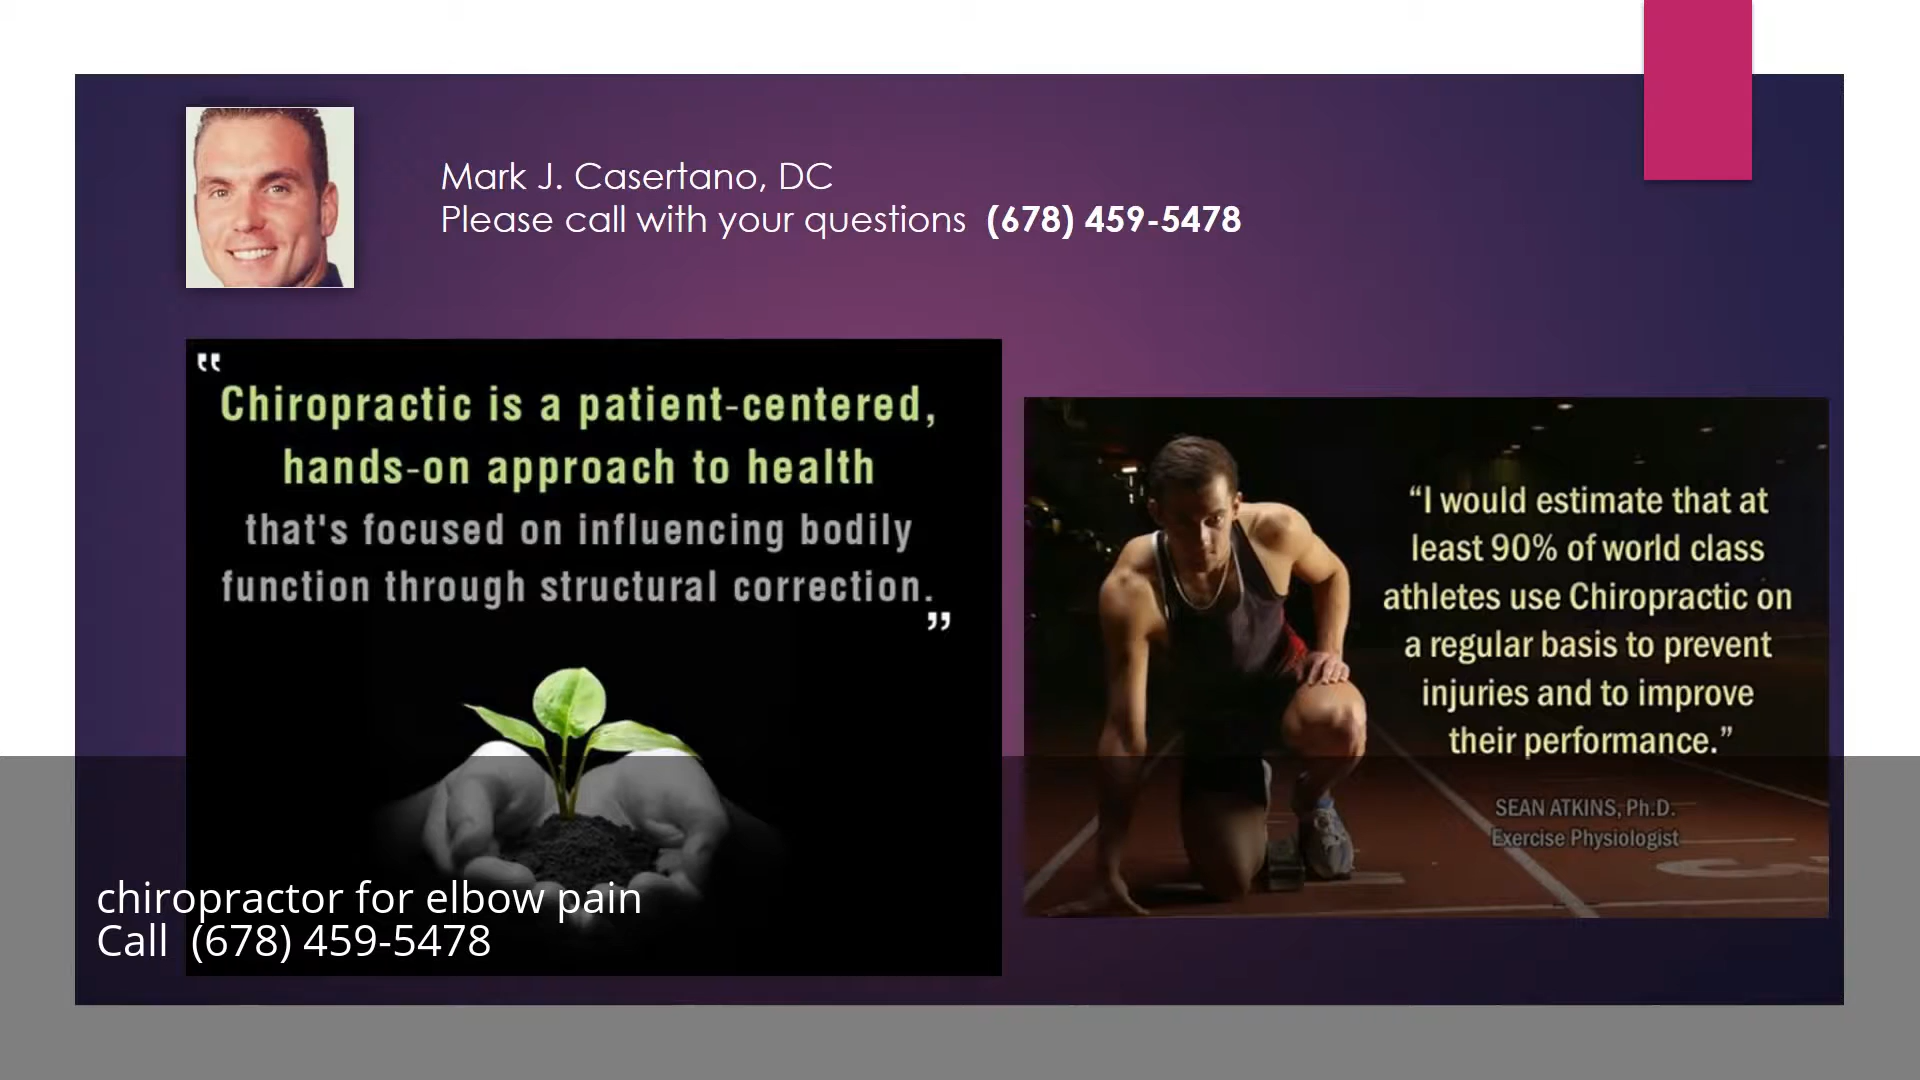 Mark J. Casertano, DC
Please call with your questions  (678) 459-5478
"
Chiropractic is a patient-centered,
hands-on approach to health
that's focused on influencing bodily
function through structural correction.
"
“I would estimate that at
least 90% of world class
athletes use Chiropractic on
a regular basis to prevent
injuries and to improve
their performance.”
SEAN ATKINS, Ph.D.
Exercise Physiologist
chiropractor for elbow pain
Call  (678) 459-5478